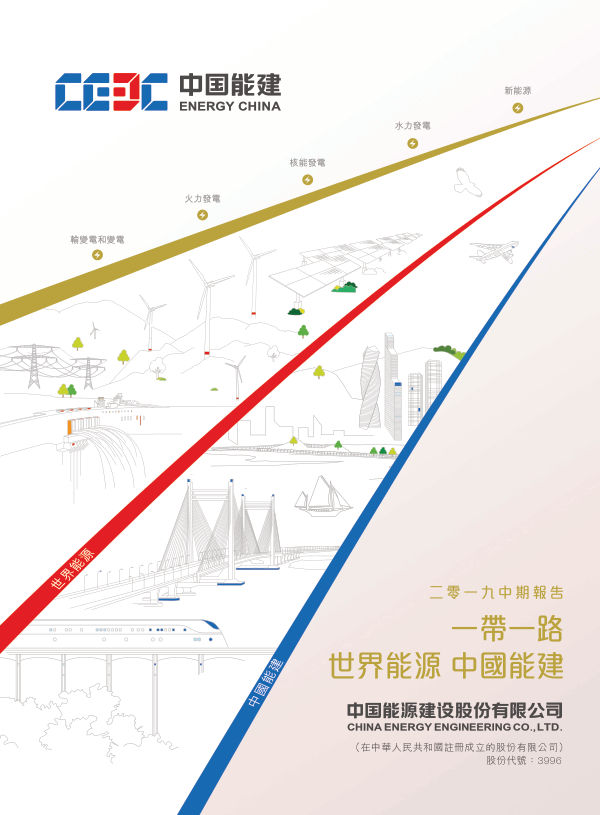 CEEC 中国能建
ENERGY CHINA
新能源
水力發電
核能發電
火力發電
輸變電和變電
世界能源
中國能建
二零一九中期報告
一帶一路
世界能源 中國能建
中国能源建设股份有限公司
CHINA ENERGY ENGINEERING CO., LTD.
（在中華人民共和國註冊成立的股份有限公司）
股份代號：3996